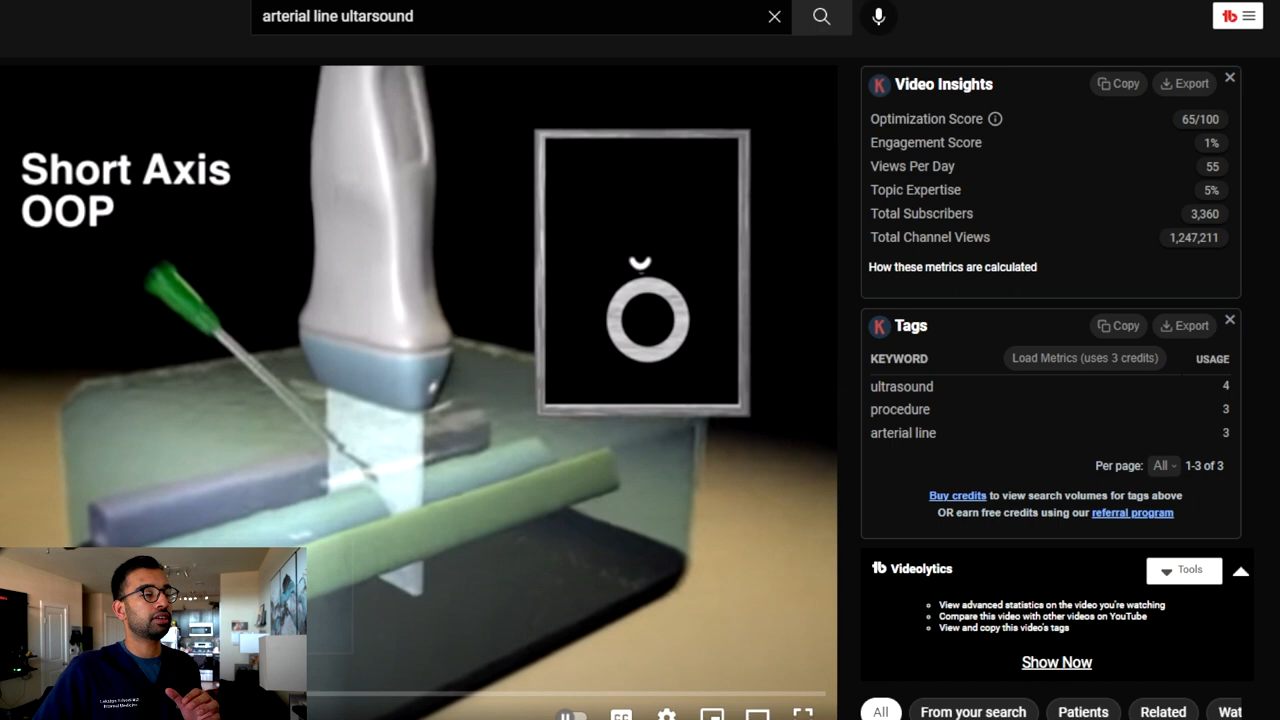 arterial line ultarsound
Short Axis
OOP
Video Insights
Copy
Export
Optimization Score
65/100
Engagement Score
1%
Views Per Day
55
Topic Expertise
5%
Total Subscribers
3,360
Total Channel Views
1,247,211
How these metrics are calculated
Tags
Copy
Export
KEYWORD
Load Metrics (uses 3 credits)
USAGE
ultrasound
4
procedure
3
arterial line
3
Per page:
All
1-3 of 3
Buy credits to view search volumes for tags above
OR earn free credits using our referral program
Videolytics
Tools
View advanced statistics on the video you're watching
Compare this video with other videos on YouTube
View and copy this video's tags
Show Now
All
From your search
Patients
Related
Wat